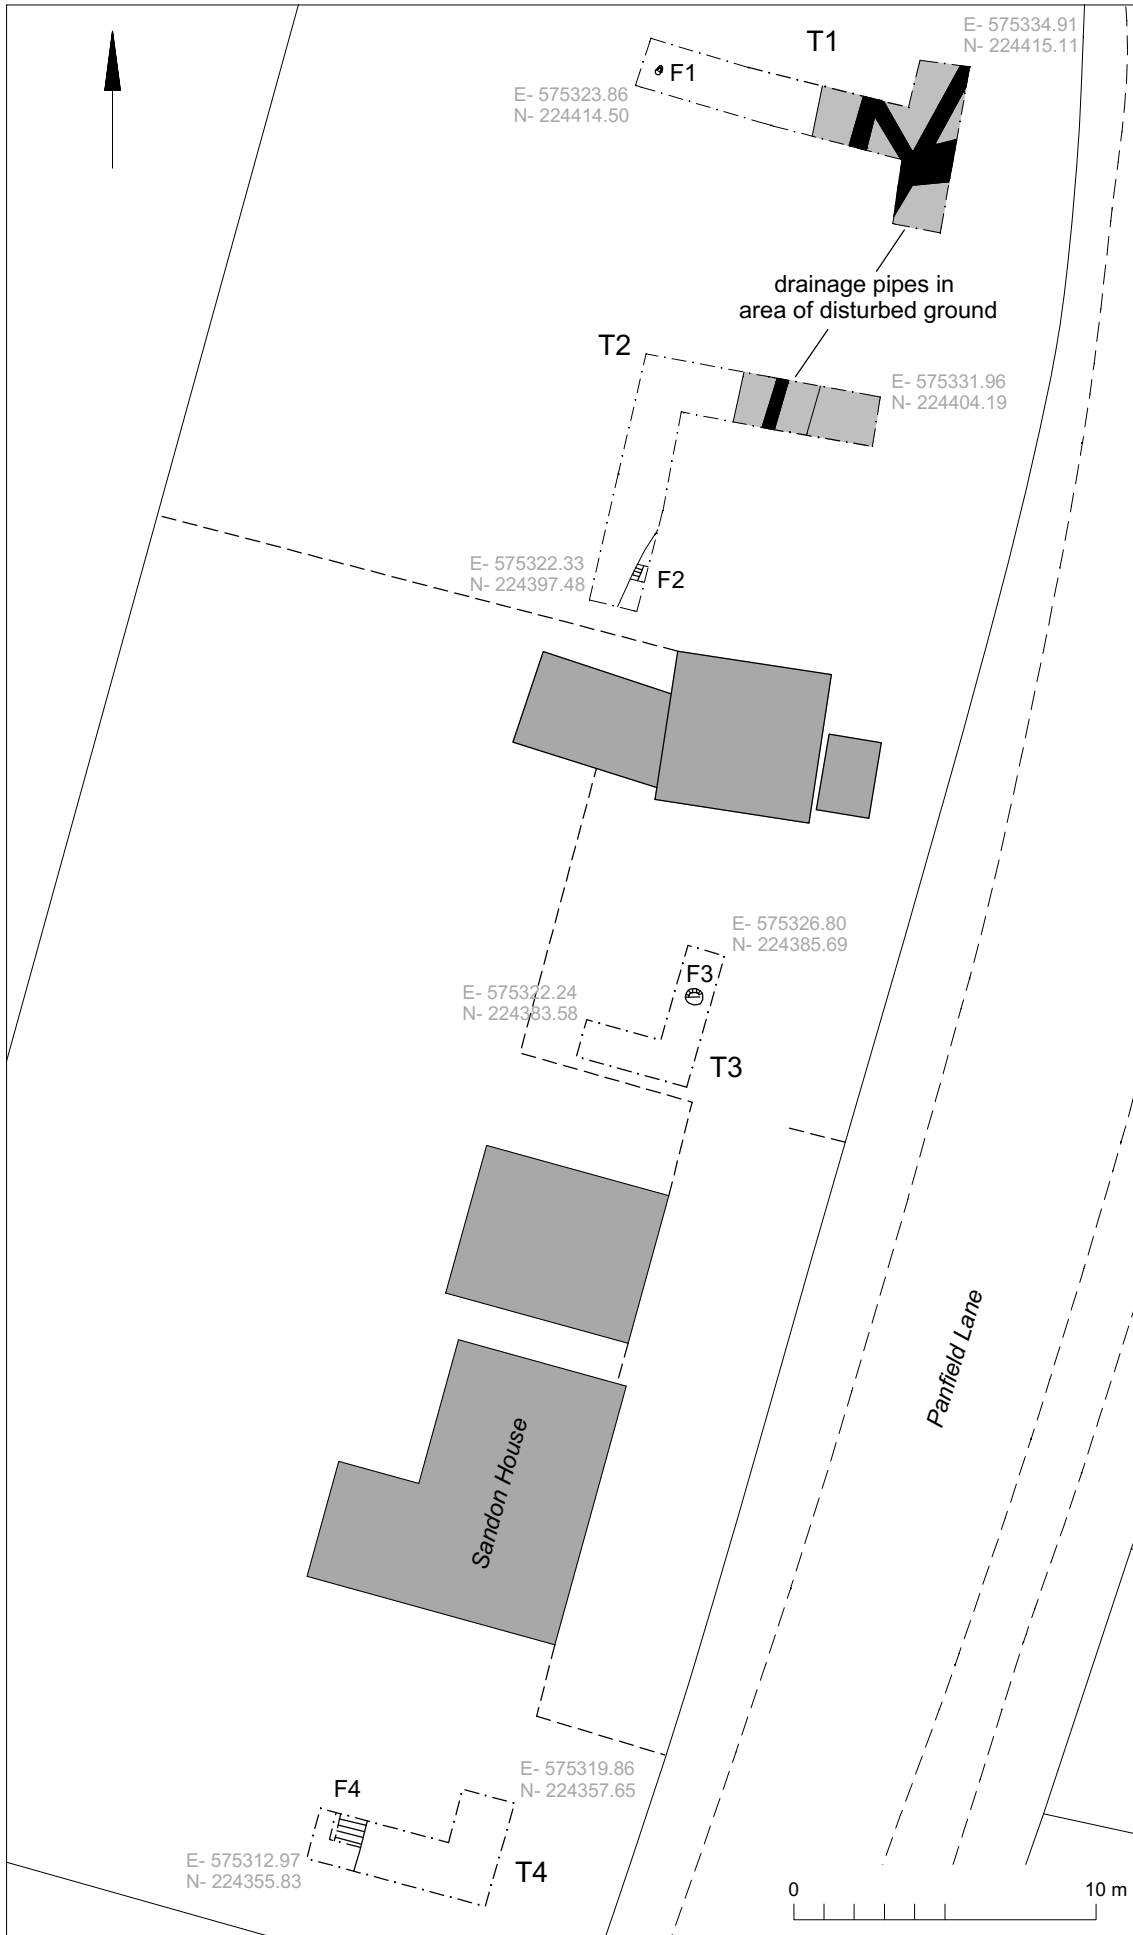 E- 575334.91
N- 224415.11
T1
F1
E- 575323.86
N- 224414.50
drainage pipes in
area of disturbed ground
T2
E- 575331.96
N- 224404.19
E- 575322.33
N- 224397.48
F2
E- 575326.80
N- 224385.69
F3
E- 575322.24
N- 224383.58
T3
Panfield Lane
Sandon House
E- 575319.86
N- 224357.65
F4
E- 575312.97
N- 224355.83
T4
0 10 m